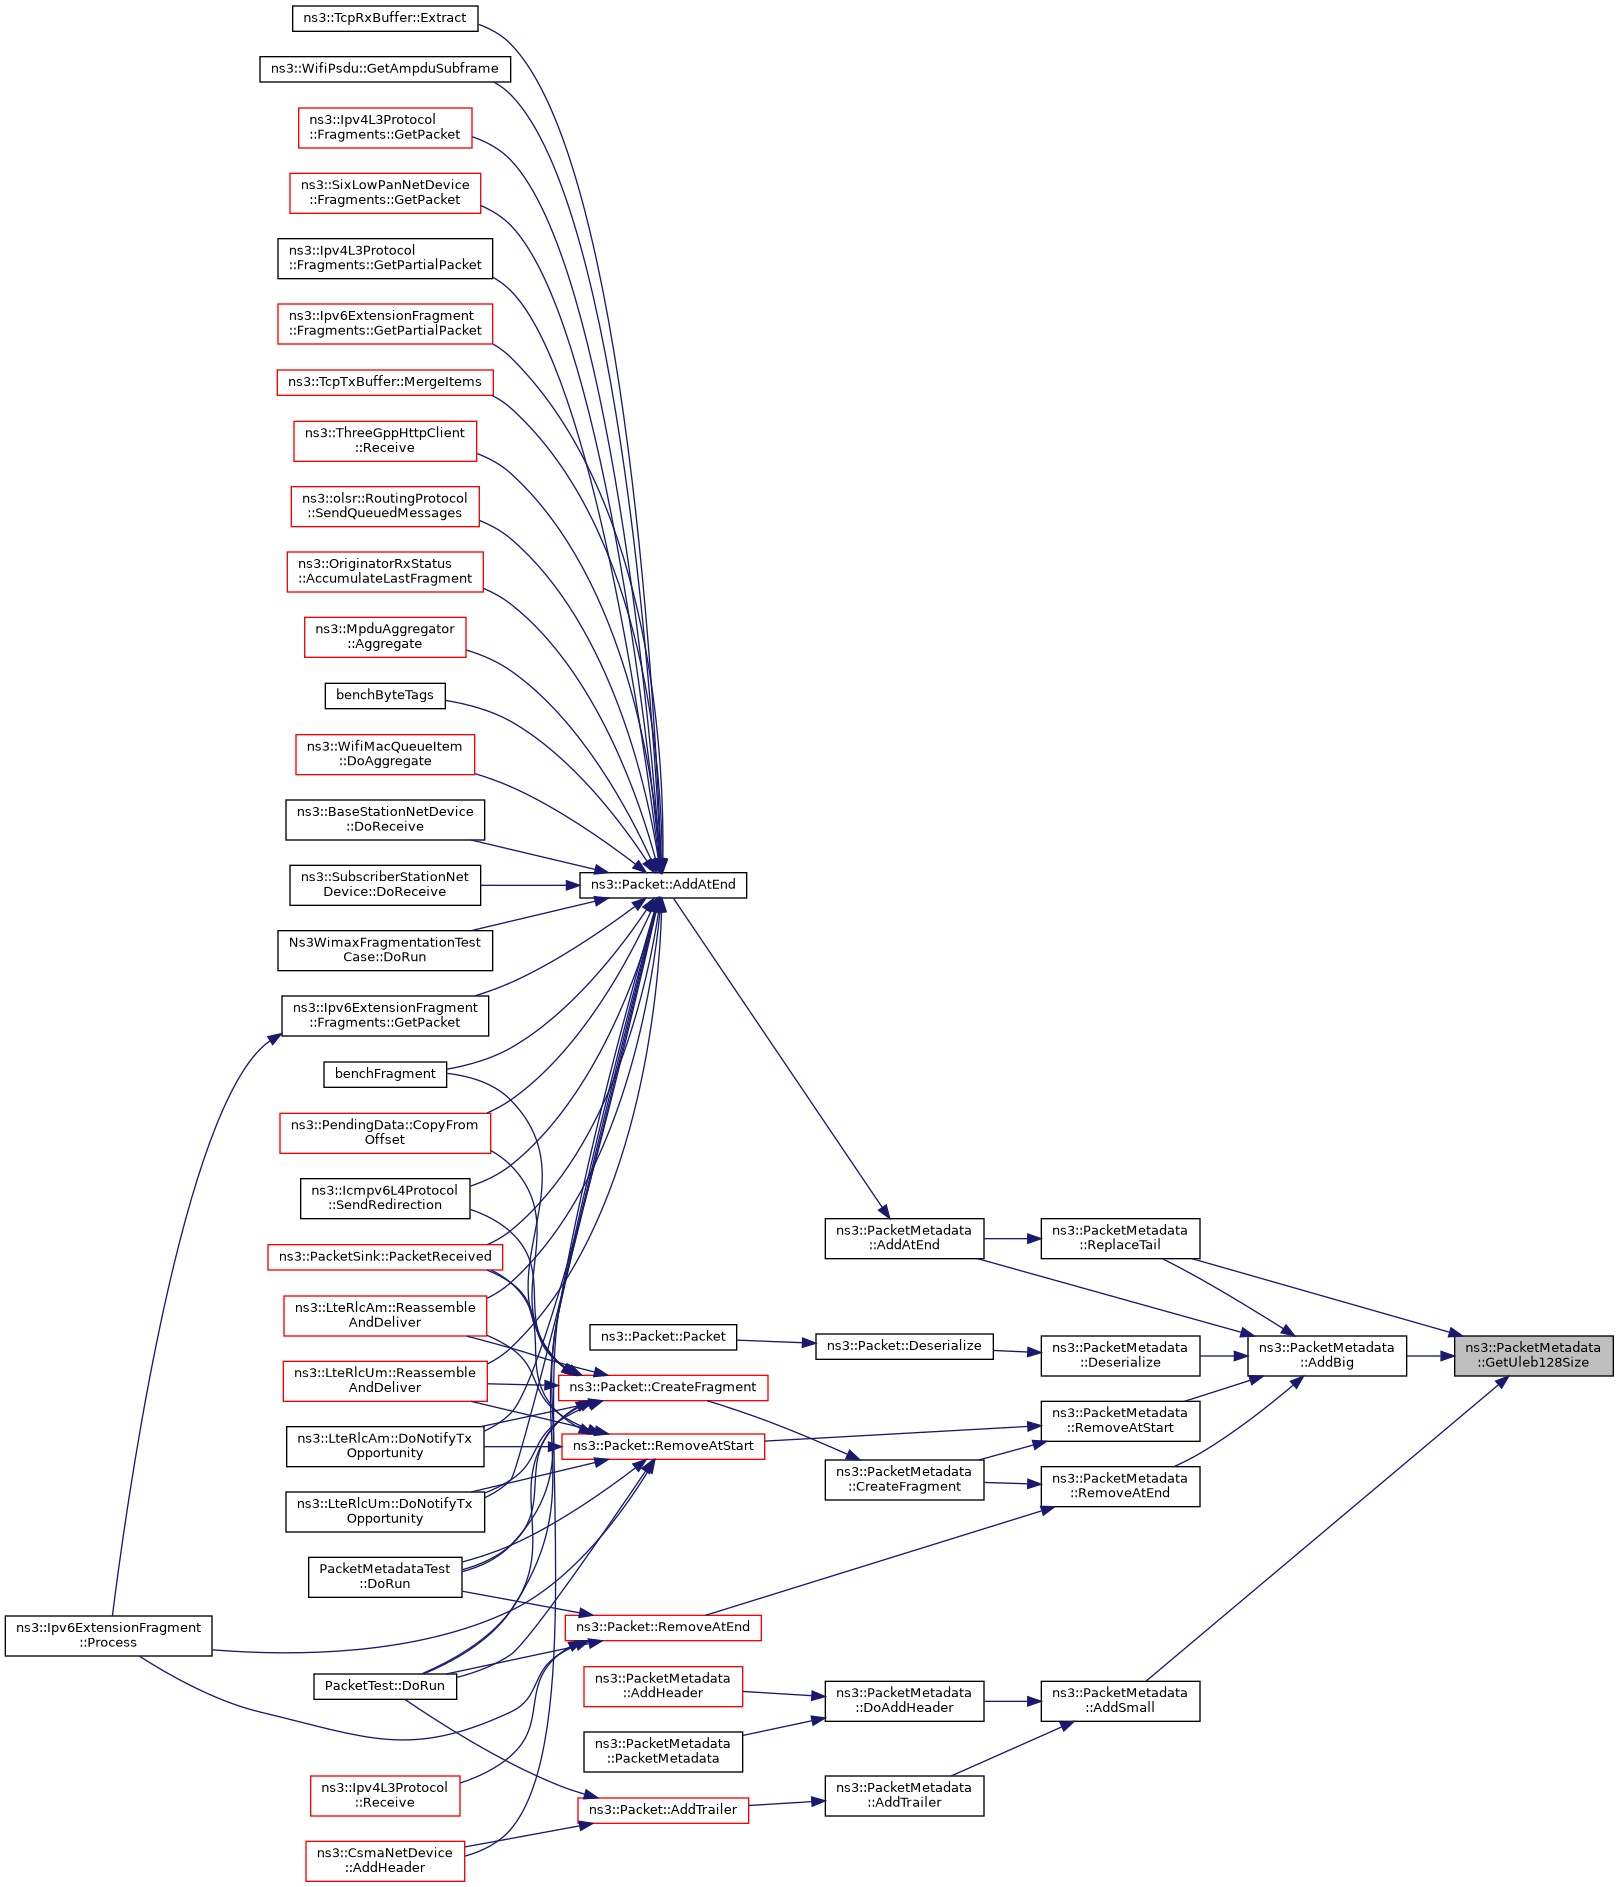 ns3::TcpRxBuffer::Extract
ns3::WifiPsdu::GetAmpduSubframe
ns3::Ipv4L3Protocol
::Fragments::GetPacket
ns3::SixLowPanNetDevice
::Fragments::GetPacket
ns3::Ipv4L3Protocol
::Fragments::GetPartialPacket
ns3::Ipv6ExtensionFragment
::Fragments::GetPartialPacket
ns3::TcpTxBuffer::MergeItems
ns3::ThreeGppHttpClient
::Receive
ns3::olsr::RoutingProtocol
::SendQueuedMessages
ns3::OriginatorRxStatus
::AccumulateLastFragment
ns3::MpduAggregator
::Aggregate
benchByteTags
ns3::WifiMacQueueItem
::DoAggregate
ns3::BaseStationNetDevice
::DoReceive
ns3::SubscriberStationNet
Device::DoReceive
Ns3WimaxFragmentationTest
Case::DoRun
ns3::Ipv6ExtensionFragment
::Fragments::GetPacket
benchFragment
ns3::PendingData::CopyFrom
Offset
ns3::Icmpv6L4Protocol
::SendRedirection
ns3::PacketSink::PacketReceived
ns3::LteRlcAm::Reassemble
AndDeliver
ns3::LteRlcUm::Reassemble
AndDeliver
ns3::LteRlcAm::DoNotifyTx
Opportunity
ns3::LteRlcUm::DoNotifyTx
Opportunity
PacketMetadataTest
::DoRun
ns3::Ipv6ExtensionFragment
::Process
PacketTest::DoRun
ns3::Ipv4L3Protocol
::Receive
ns3::CsmaNetDevice
::AddHeader
ns3::Packet::AddAtEnd
ns3::Packet::Packet
ns3::Packet::CreateFragment
ns3::Packet::RemoveAtStart
ns3::Packet::RemoveAtEnd
ns3::PacketMetadata
::AddHeader
ns3::PacketMetadata
::PacketMetadata
ns3::Packet::AddTrailer
ns3::PacketMetadata
::AddAtEnd
ns3::Packet::Deserialize
ns3::PacketMetadata
::CreateFragment
ns3::PacketMetadata
::DoAddHeader
ns3::PacketMetadata
::AddTrailer
ns3::PacketMetadata
::ReplaceTail
ns3::PacketMetadata
::Deserialize
ns3::PacketMetadata
::RemoveAtStart
ns3::PacketMetadata
::RemoveAtEnd
ns3::PacketMetadata
::AddSmall
ns3::PacketMetadata
::AddBig
ns3::PacketMetadata
::GetUleb128Size